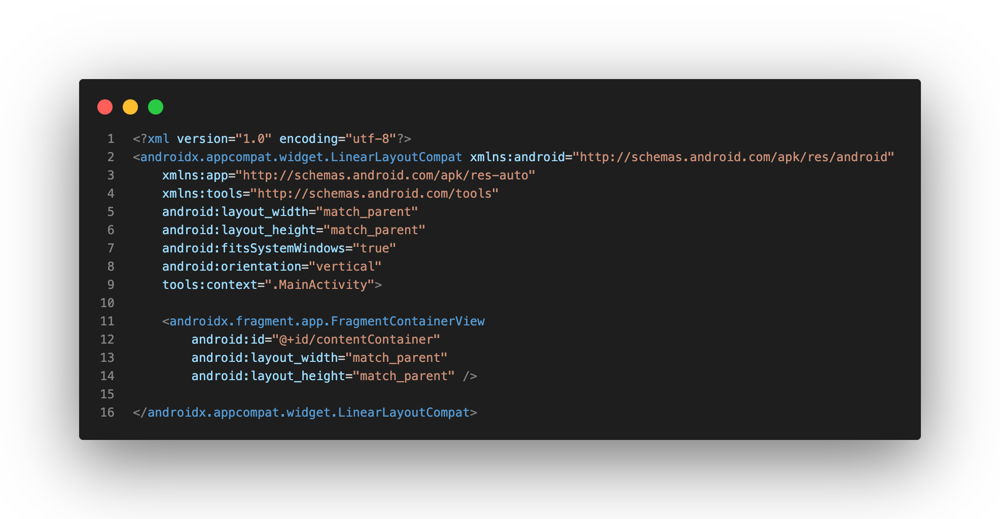 1 <?xml version="1.0" encoding="utf-8"?>
2 <androidx.appcompat.widget.LinearLayoutCompat xmlns:android="http://schemas.android.com/apk/res/android"
3     xmlns:app="http://schemas.android.com/apk/res-auto"
4     xmlns:tools="http://schemas.android.com/tools"
5     android:layout_width="match_parent"
6     android:layout_height="match_parent"
7     android:fitsSystemWindows="true"
8     android:orientation="vertical"
9     tools:context=".MainActivity">
10
11     <androidx.fragment.app.FragmentContainerView
12         android:id="@+id/contentContainer"
13         android:layout_width="match_parent"
14         android:layout_height="match_parent" />
15
16 </androidx.appcompat.widget.LinearLayoutCompat>